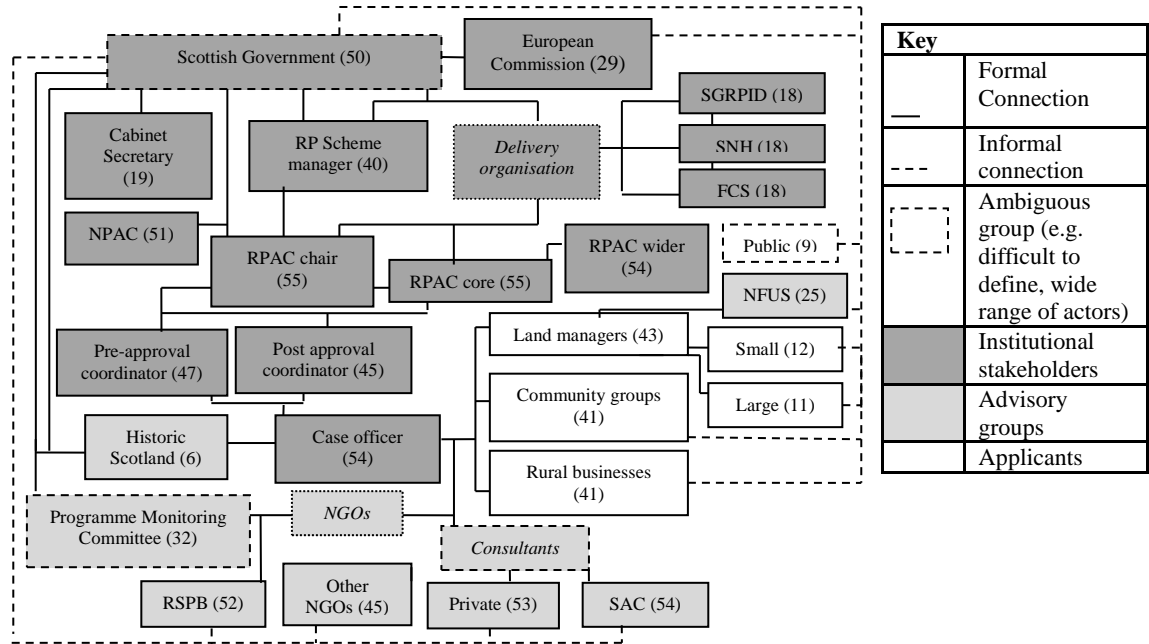 Scottish Government (50)
European
Commission (29)
Cabinet
Secretary
(19)
RP Scheme
manager (40)
Delivery
organisation
SGRPID (18)
SNH (18)
FCS (18)
NPAC (51)
RPAC chair
(55)
RPAC core (55)
RPAC wider
(54)
Public (9)
NFUS (25)
Pre-approval
coordinator (47)
Post approval
coordinator (45)
Land managers (43)
Small (12)
Large (11)
Community groups
(41)
Rural businesses
(41)
Historic
Scotland (6)
Case officer
(54)
Programme Monitoring
Committee (32)
NGOs
Consultants
RSPB (52)
Other
NGOs (45)
Private (53)
SAC (54)
Key
Formal
Connection
Informal
connection
Ambiguous
group (e.g.
difficult to
define, wide
range of actors)
Institutional
stakeholders
Advisory
groups
Applicants